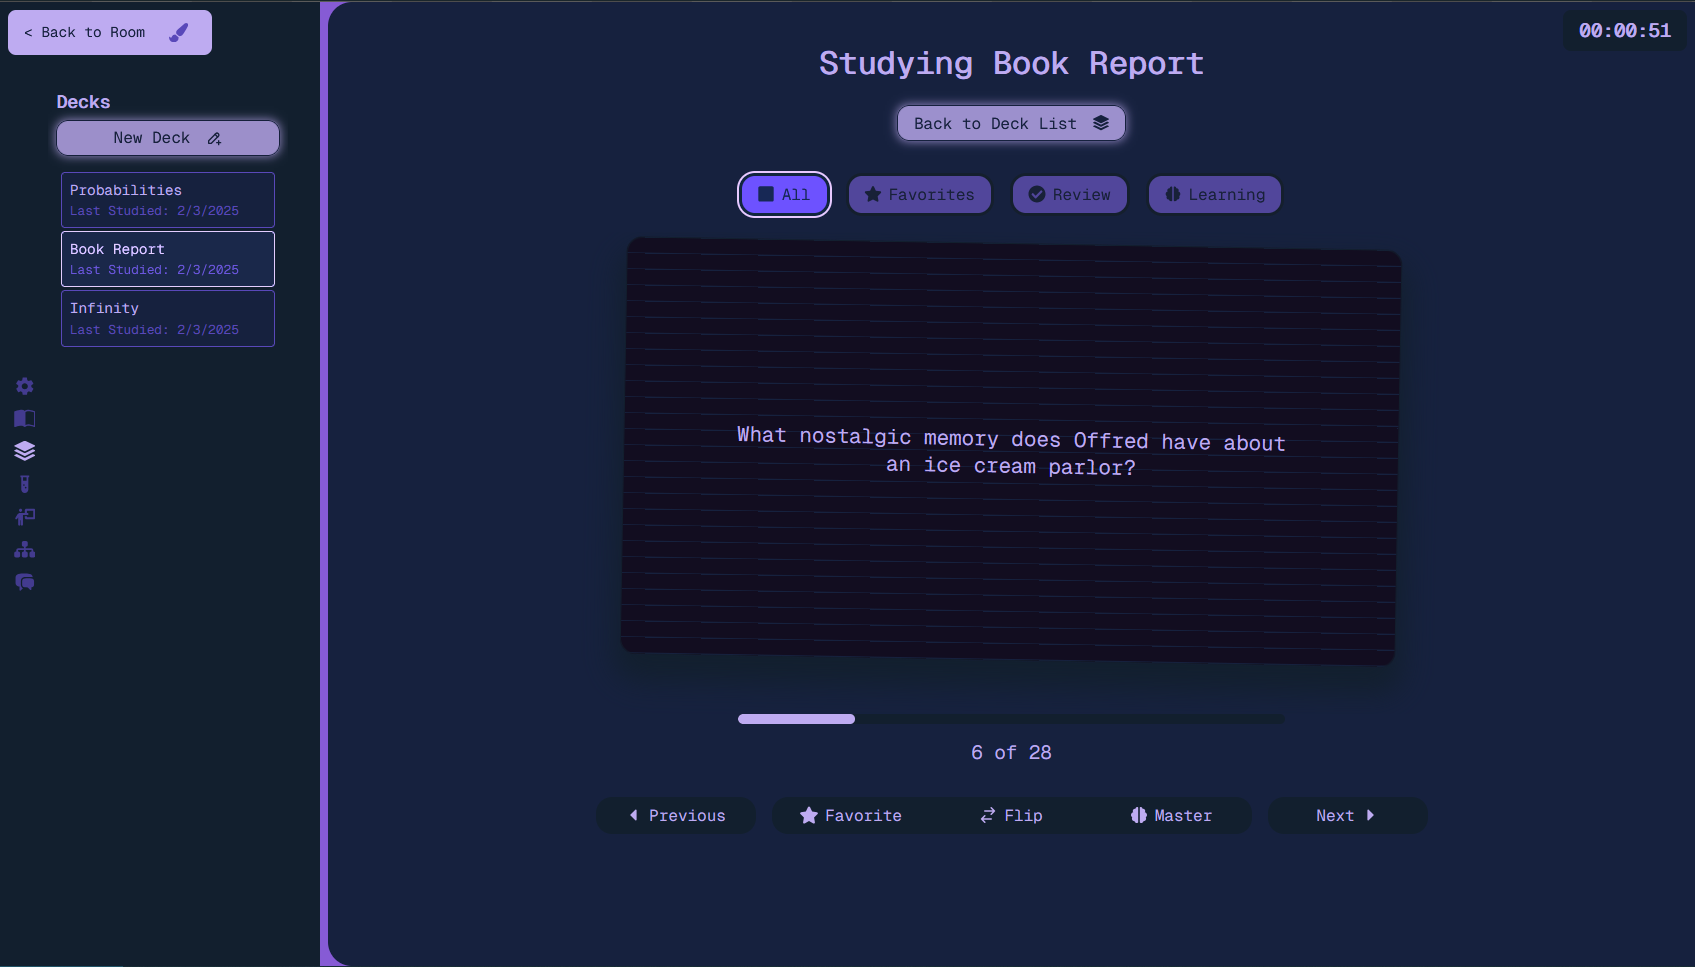 < Back to Room
Decks
New Deck
Probabilities
Last Studied: 2/3/2025
Book Report
Last Studied: 2/3/2025
Infinity
Last Studied: 2/3/2025
00:00:51
Studying Book Report
Back to Deck List
All
Favorites
Review
Learning
What nostalgic memory does Offred have about
an ice cream parlor?
6 of 28
Previous
Favorite
Flip
Master
Next